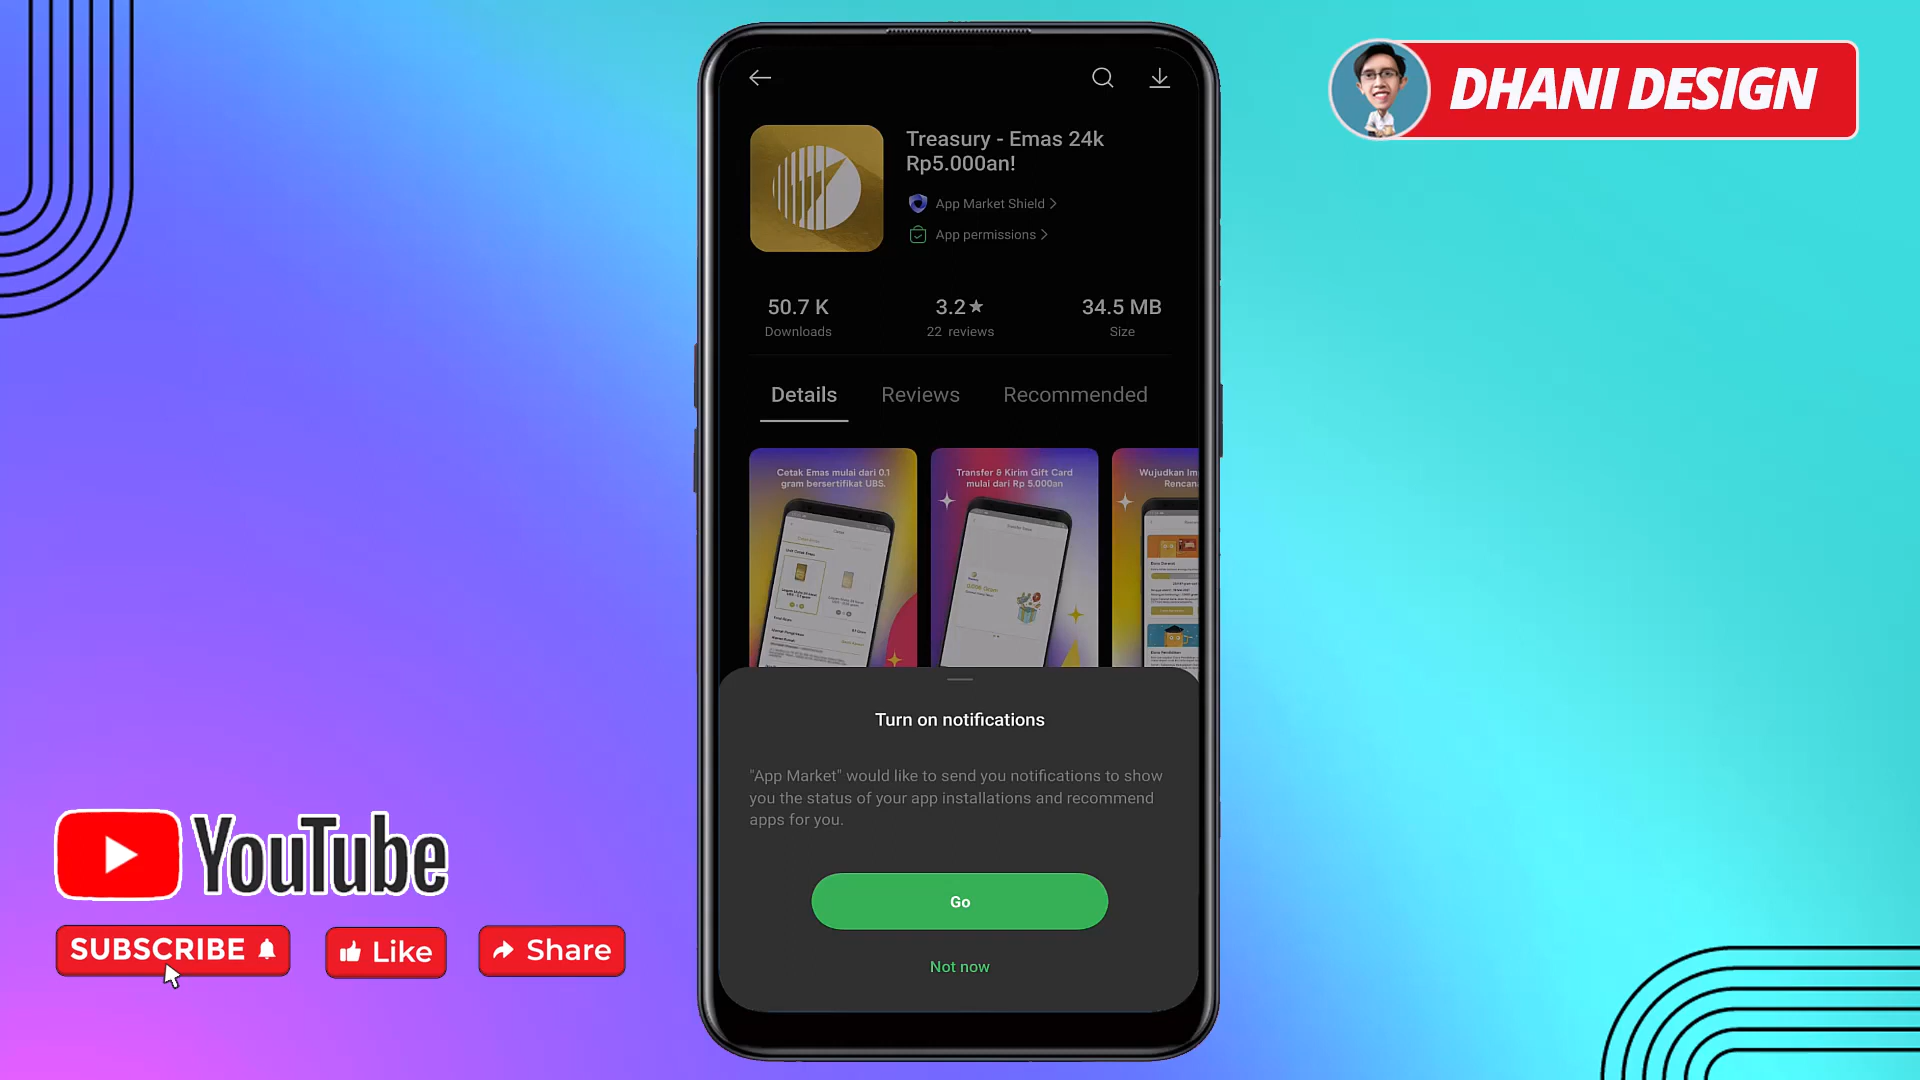 DHANI DESIGN
Treasury - Emas 24k
Rp5.000an!
App Market Shield
App permissions
50.7 K
Downloads
3.2★
22 reviews
34.5 MB
Size
Details
Reviews
Recommended
Cetak Emas mulai dari 0.1
gram bersertifikat UBS.
Transfer & Kirim Gift Card
mulai dari Rp 5.000an
Wujudkan Im
Rencan
Turn on notifications
"App Market" would like to send you notifications to show
you the status of your app installations and recommend
apps for you.
Go
Not now
YouTube
SUBSCRIBE
Like
Share